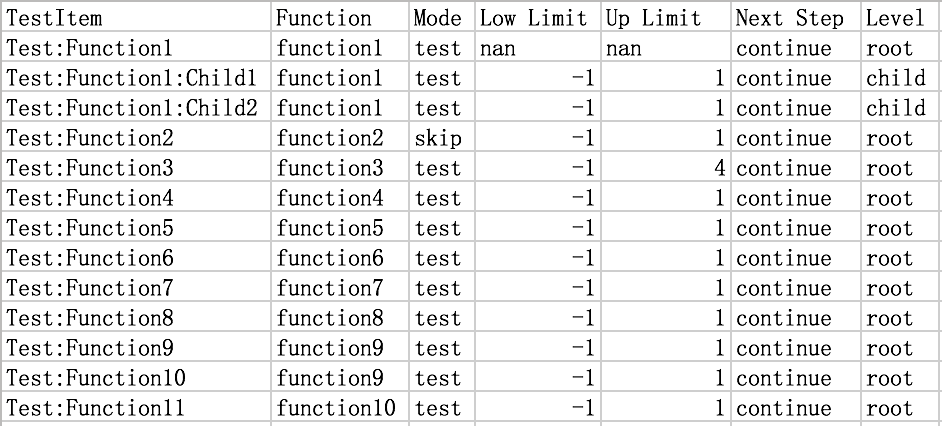 TestItem Function Mode Low Limit Up Limit Next Step Level
Test:Function1 function1 test nan nan continue root
Test:Function1:Child1 function1 test -1 1 continue child
Test:Function1:Child2 function1 test -1 1 continue child
Test:Function2 function2 skip -1 1 continue root
Test:Function3 function3 test -1 4 continue root
Test:Function4 function4 test -1 1 continue root
Test:Function5 function5 test -1 1 continue root
Test:Function6 function6 test -1 1 continue root
Test:Function7 function7 test -1 1 continue root
Test:Function8 function8 test -1 1 continue root
Test:Function9 function9 test -1 1 continue root
Test:Function10 function9 test -1 1 continue root
Test:Function11 function10 test -1 1 continue root